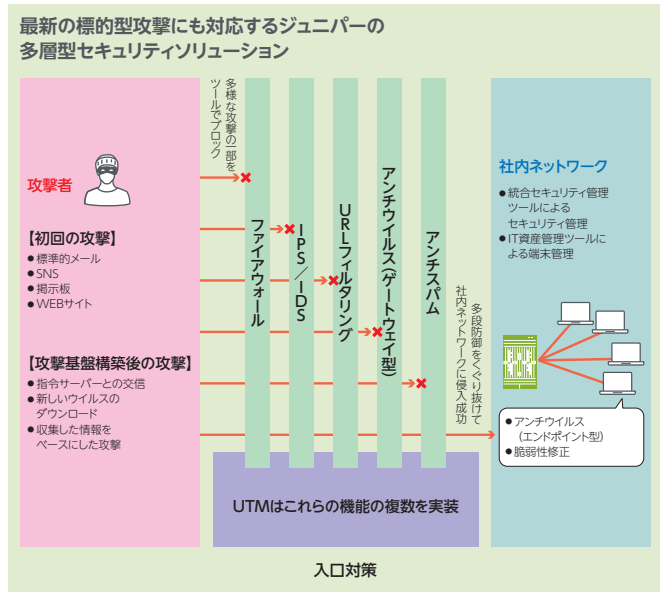 最新の標的型攻撃にも対応するジュニパーの
多層型セキュリティソリューション
攻撃者
【初回の攻撃】
●標準的メール
●SNS
●掲示板
●WEBサイト
【攻撃基盤構築後の攻撃】
●指令サーバーとの交信
●新しいウイルスの
ダウンロード
●収集した情報を
ベースにした攻撃
多様な攻撃の一部を
ツールでブロック
ファイアウォール
IPS／IDS
URLフィルタリング
アンチウイルス(ゲートウェイ型)
アンチスパム
多段防御をくぐり抜けて
社内ネットワークに侵入成功
UTMはこれらの機能の複数を実装
社内ネットワーク
●統合セキュリティ管理
ツールによる
セキュリティ管理
●IT資産管理ツールに
よる端末管理
●アンチウイルス
（エンドポイント型）
●脆弱性修正
入口対策